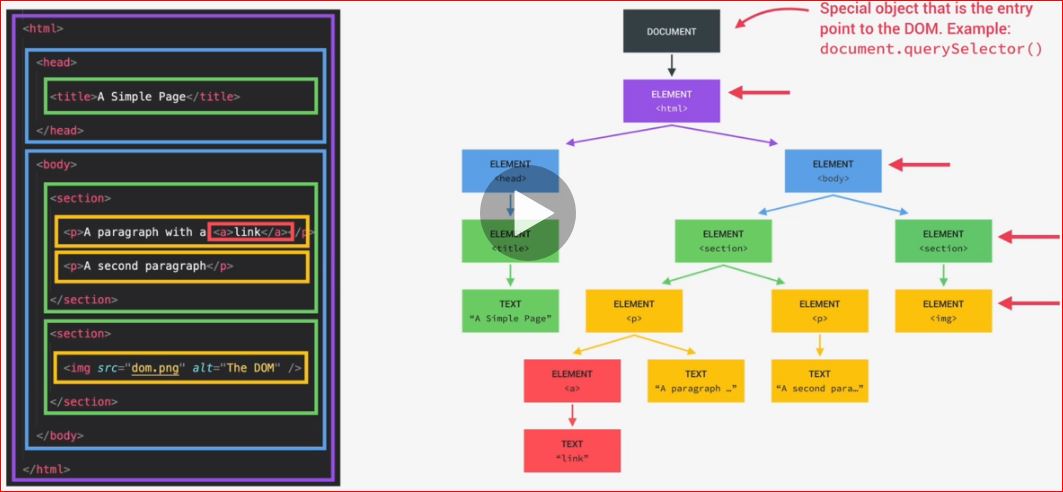 <html>
<head>
<title>A Simple Page</title>
</head>
<body>
<section>
<p>A paragraph with a <a>link</a></p>
<p>A second paragraph</p>
</section>
<section>
<img src="dom.png" alt="The DOM" />
</section>
</body>
</html>
Special object that is the entry
point to the DOM. Example:
document.querySelector()
DOCUMENT
ELEMENT
<html>
ELEMENT
<head>
ELEMENT
<body>
ELEMENT
<title>
ELEMENT
<section>
ELEMENT
<section>
TEXT
“A Simple Page”
ELEMENT
<p>
ELEMENT
<p>
ELEMENT
<img>
ELEMENT
<a>
TEXT
“A paragraph …”
TEXT
“A second para…”
TEXT
“link”